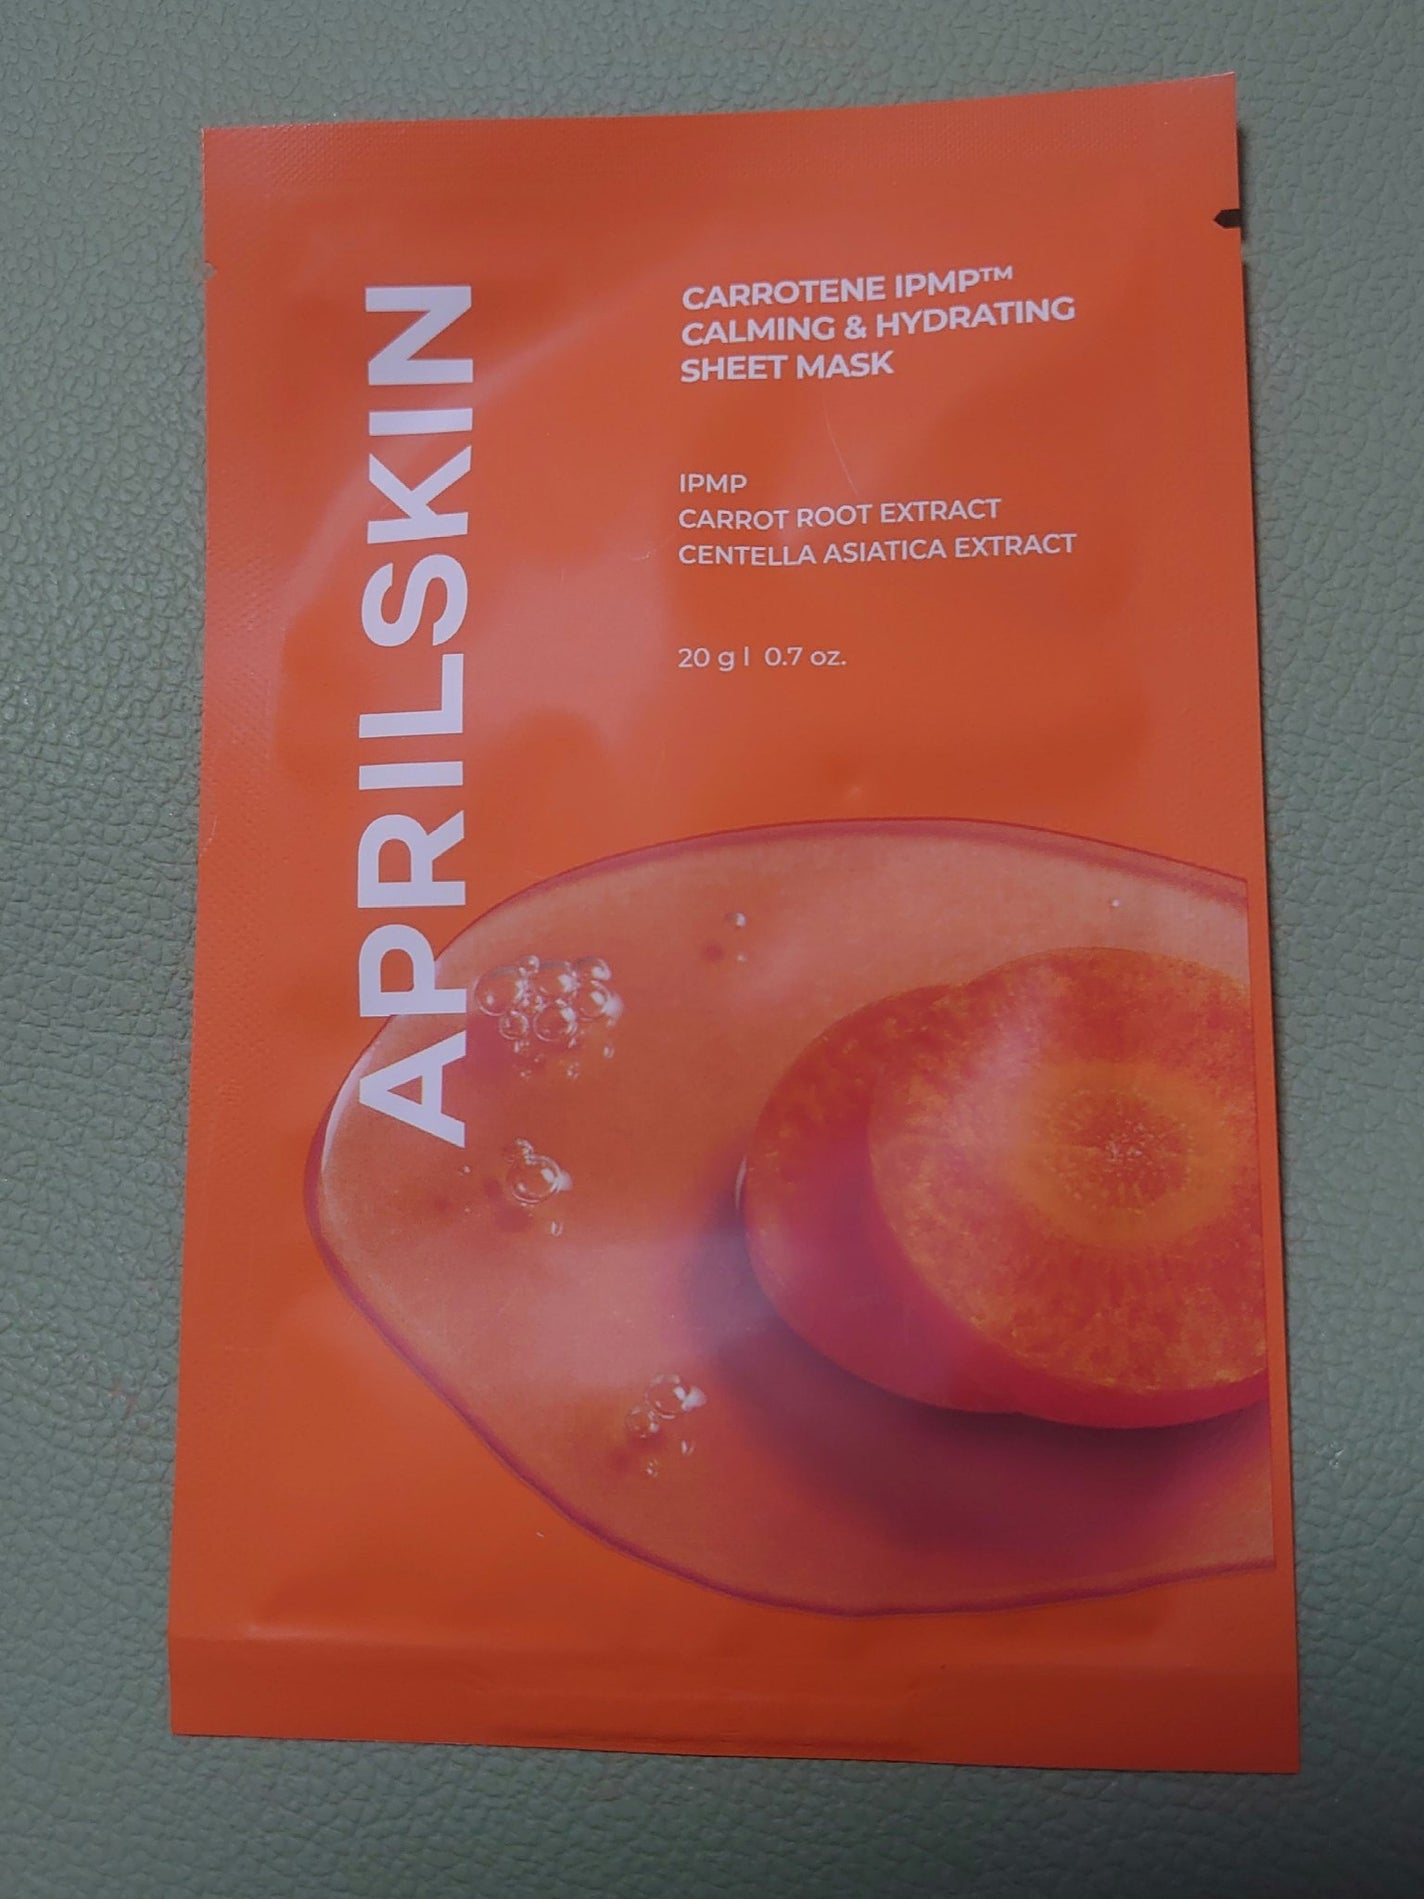 APRILSKIN
CARROTENE IPMP™
CALMING & HYDRATING
SHEET MASK
IPMP
CARROT ROOT EXTRACT
CENTELLA ASIATICA EXTRACT
20 g | 0.7 oz.